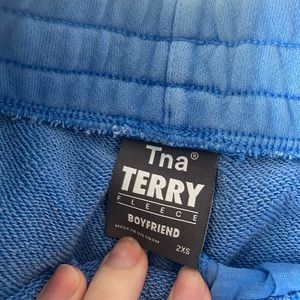 Tna®
TERRY
FLEECE
BOYFRIEND
MADE IN VIETNAM
2XS